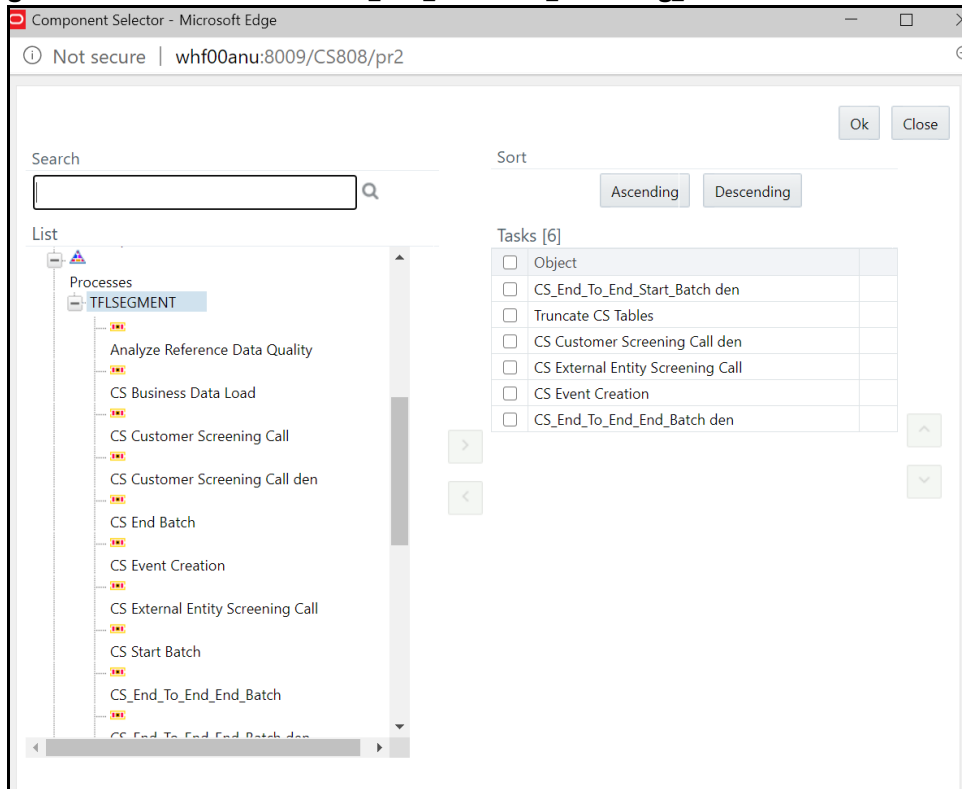 Component Selector - Microsoft Edge
Not secure | whf00anu:8009/CS808/pr2
Ok Close
Search
Sort
Ascending Descending
List
Tasks [6]
Processes
TFLSEGMENT
Analyze Reference Data Quality
CS Business Data Load
CS Customer Screening Call
CS Customer Screening Call den
CS End Batch
CS Event Creation
CS External Entity Screening Call
CS Start Batch
CS_End_To_End_End_Batch
CS_End_To_End_End_Batch den
Object
CS_End_To_End_Start_Batch den
Truncate CS Tables
CS Customer Screening Call den
CS External Entity Screening Call
CS Event Creation
CS_End_To_End_End_Batch den